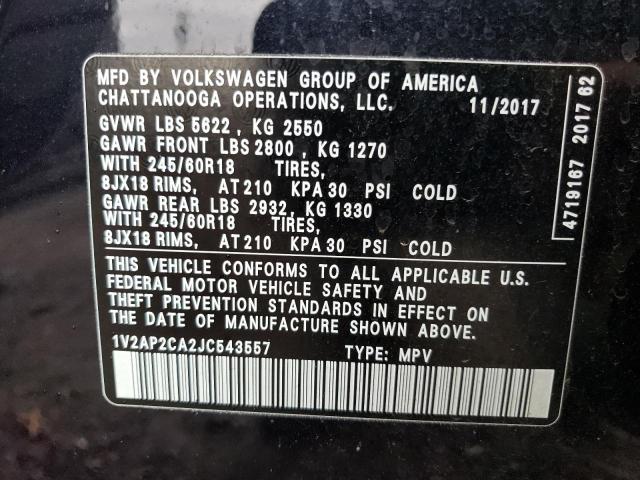 MFD BY VOLKSWAGEN GROUP OF AMERICA
CHATTANOOGA OPERATIONS, LLC. 11/2017
GVWR LBS 5622 , KG 2550
GAWR FRONT LBS 2800 , KG 1270
WITH 245/60R18 TIRES,
8JX18 RIMS, AT 210 KPA 30 PSI COLD
GAWR REAR LBS 2932, KG 1330
WITH 245/60R18 TIRES,
8JX18 RIMS, AT 210 KPA 30 PSI COLD
THIS VEHICLE CONFORMS TO ALL APPLICABLE U.S.
FEDERAL MOTOR VEHICLE SAFETY AND
THEFT PREVENTION STANDARDS IN EFFECT ON
THE DATE OF MANUFACTURE SHOWN ABOVE.
1V2AP2CA2JC543557 TYPE: MPV
4719167 2017 62